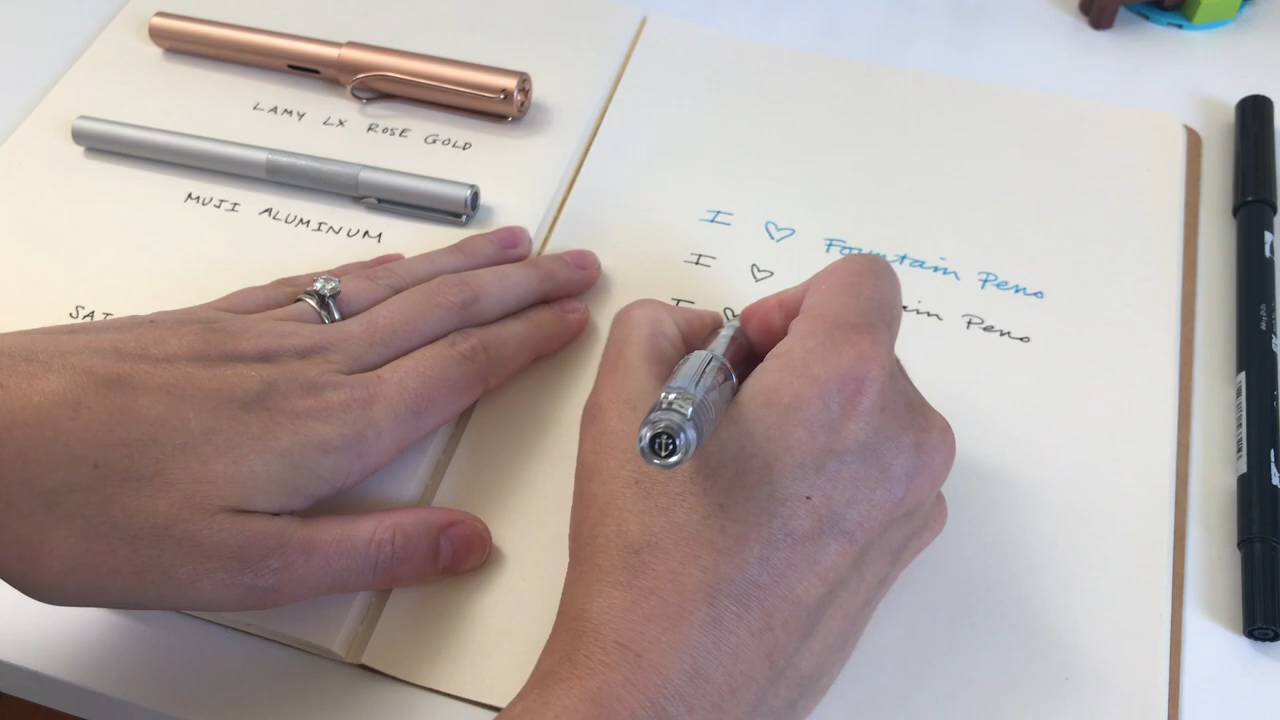 LAMY LX ROSE GOLD
MUJI ALUMINUM
I ♡ Fountain Pens
I ♡ Pens
I ♡